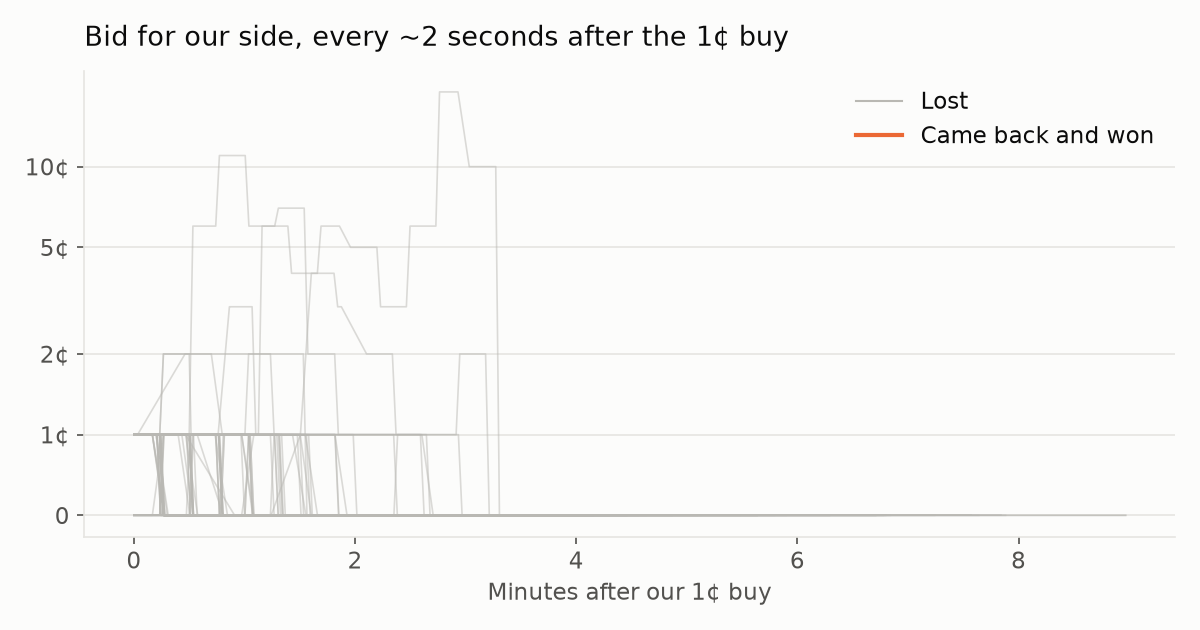 Bid for our side, every ~2 seconds after the 1¢ buy
Lost
Came back and won
10¢
5¢
2¢
1¢
0
0 2 4 6 8
Minutes after our 1¢ buy